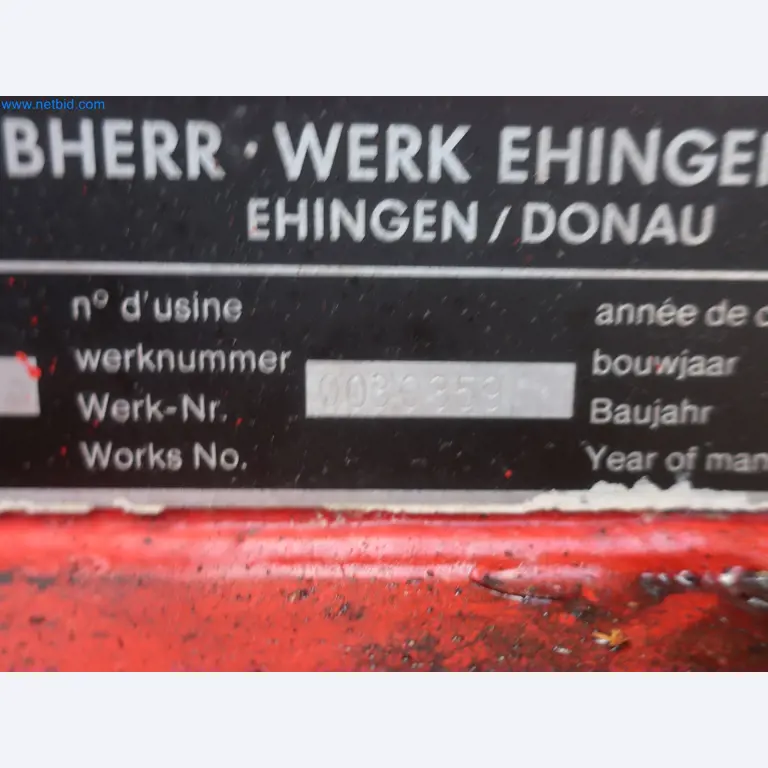 www.netbid.com
BHERR · WERK EHINGE
EHINGEN / DONAU
n° d'usine
werknummer
Werk-Nr.
Works No.
année de c
bouwjaar
Baujahr
Year of man